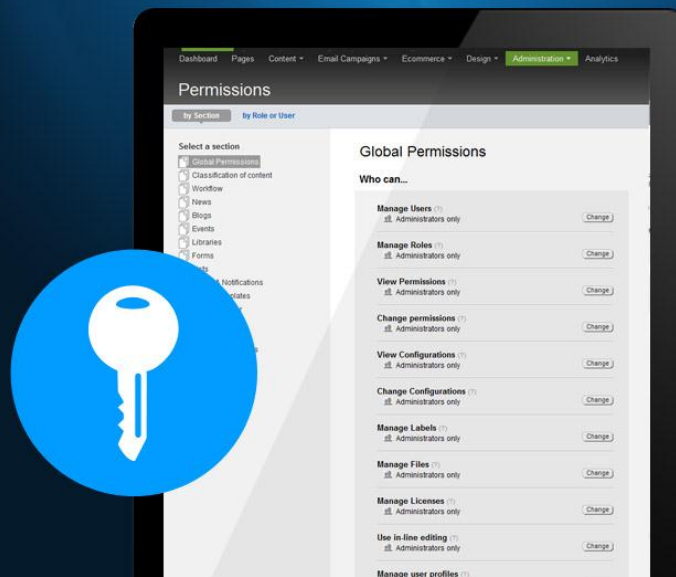 Dashboard Pages Content Email Campaigns Ecommerce Design Administration Analytics
Permissions
by Section by Role or User
Select a section
Global Permissions
Classification of content
Workflow
News
Blogs
Events
Libraries
Forms
Notifications
Global Permissions
Who can...
Manage Users (?)
Administrators only Change
Manage Roles (?)
Administrators only Change
View Permissions (?)
Administrators only Change
Change permissions (?)
Administrators only Change
View Configurations (?)
Administrators only Change
Change Configurations (?)
Administrators only Change
Manage Labels (?)
Administrators only Change
Manage Files (?)
Administrators only Change
Manage Licenses (?)
Administrators only Change
Use in-line editing (?)
Administrators only Change
Manage user profiles (?)